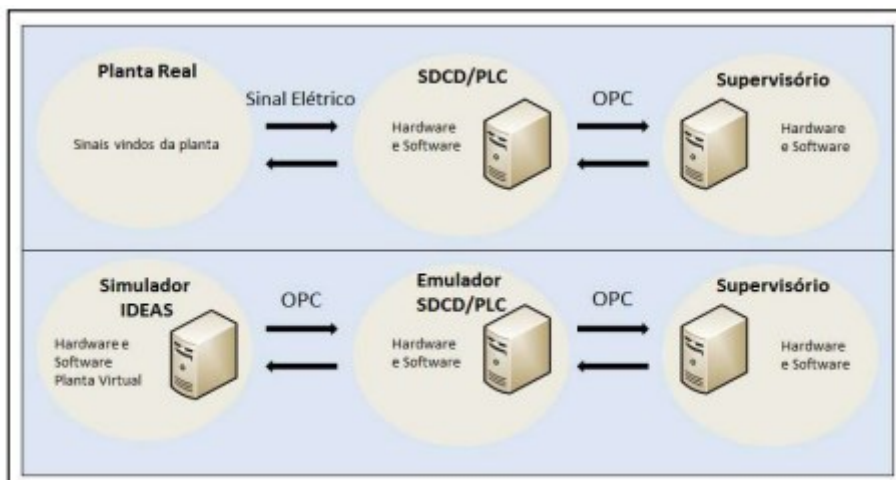 Planta Real
Sinais vindos da planta
Sinal Elétrico
SDCD/PLC
Hardware
e Software
OPC
Supervisório
Hardware
e Software
Simulador
IDEAS
Hardware e
Software
Planta Virtual
OPC
Emulador
SDCD/PLC
Hardware
e Software
OPC
Supervisório
Hardware
e Software